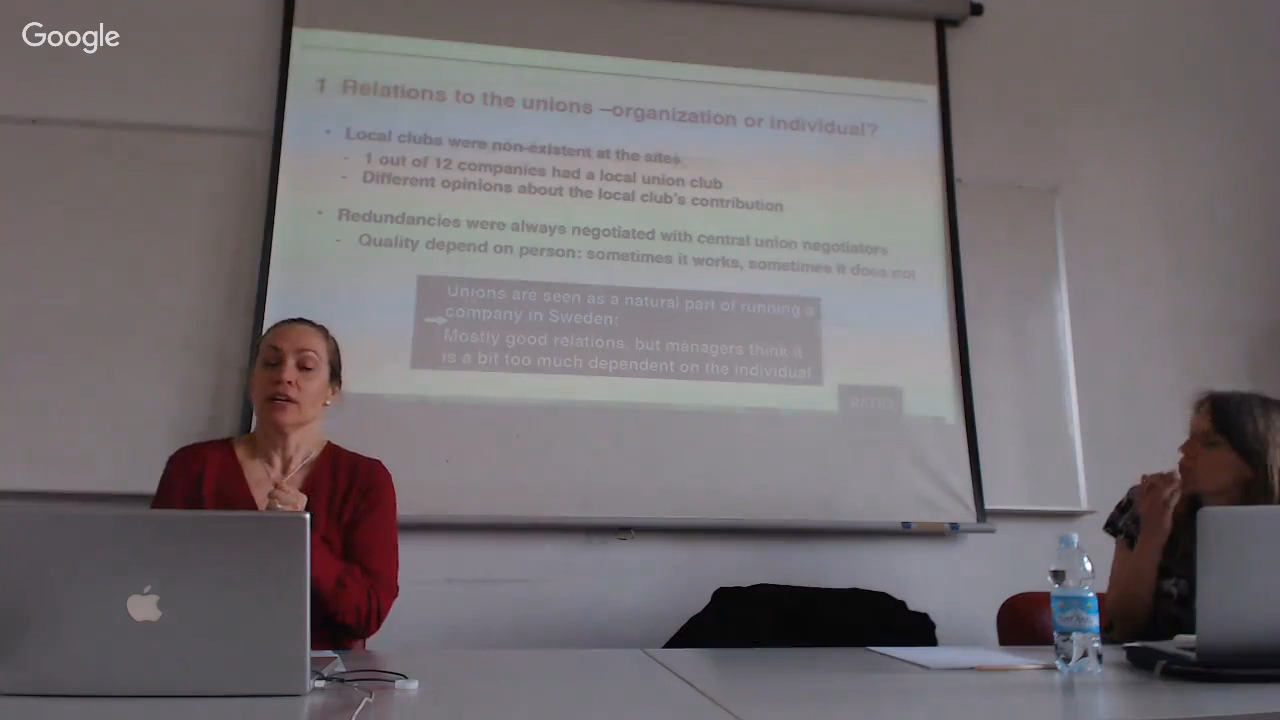 Google
1 Relations to the unions –organization or individual?
• Local clubs were non-existent at the sites
- 1 out of 12 companies had a local union club
- Different opinions about the local club's contribution
• Redundancies were always negotiated with central union negotiators
- Quality depend on person: sometimes it works, sometimes it does not
Unions are seen as a natural part of running a
company in Sweden:
Mostly good relations, but managers think it
is a bit too much dependent on the individual